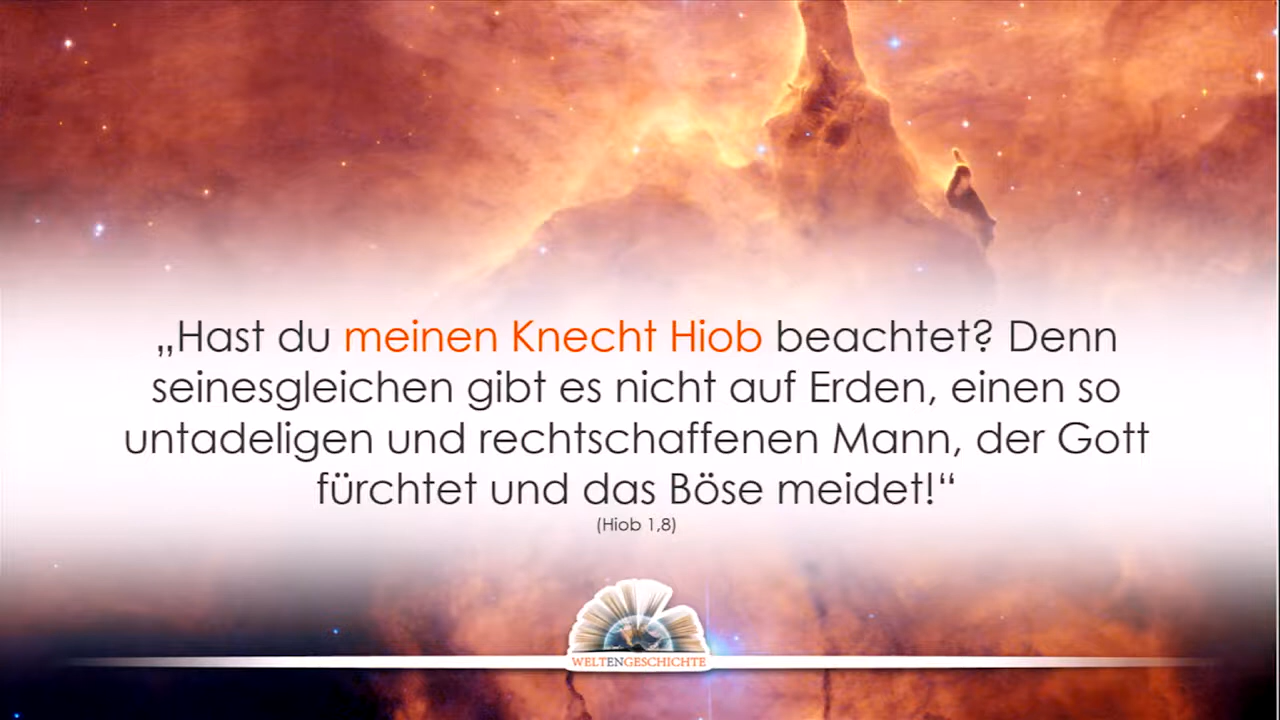 „Hast du meinen Knecht Hiob beachtet? Denn
seinesgleichen gibt es nicht auf Erden, einen so
untadeligen und rechtschaffenen Mann, der Gott
fürchtet und das Böse meidet!“
(Hiob 1,8)
WELTENGESCHICHTE